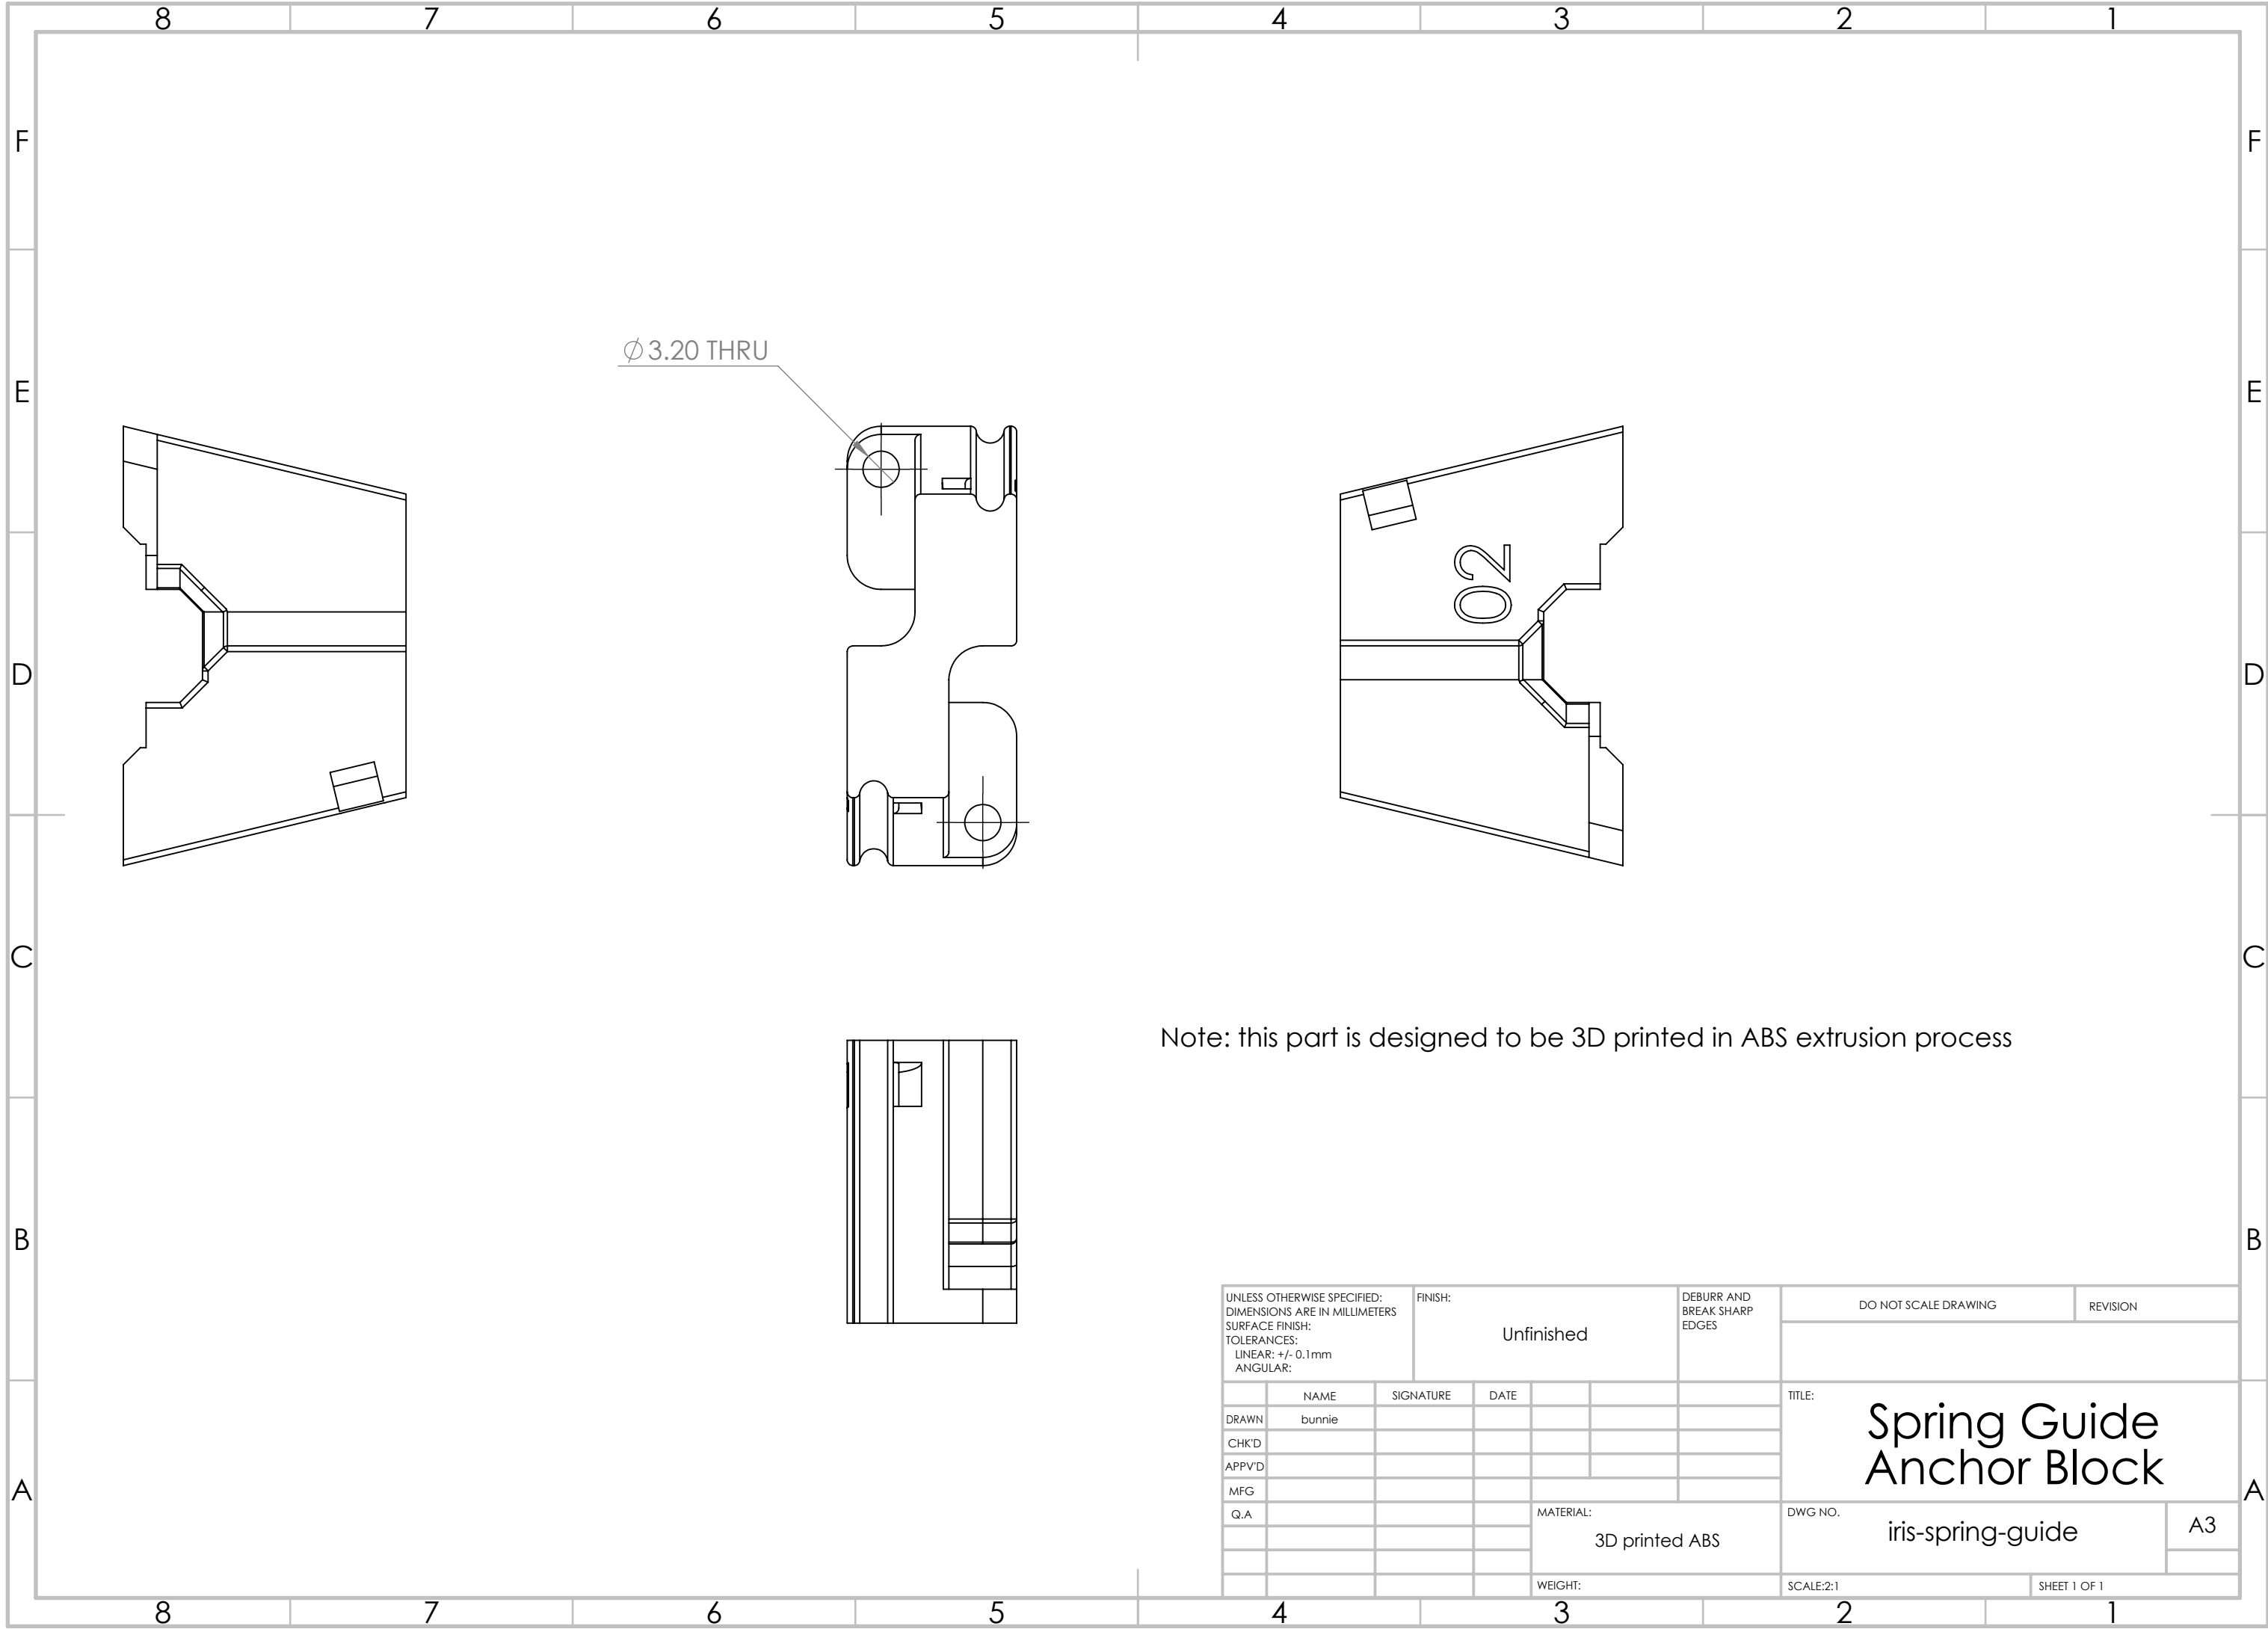 8 7 6 5 4 3 2 1
F F
⌀3.20 THRU
E E
02
D D
C C
Note: this part is designed to be 3D printed in ABS extrusion process
B B
UNLESS OTHERWISE SPECIFIED:
DIMENSIONS ARE IN MILLIMETERS
SURFACE FINISH:
TOLERANCES:
LINEAR: +/- 0.1mm
ANGULAR:
FINISH:
Unfinished
DEBURR AND
BREAK SHARP
EDGES
DO NOT SCALE DRAWING
REVISION
NAME SIGNATURE DATE
DRAWN bunnie
CHK'D
APPV'D
MFG
Q.A
TITLE:
Spring Guide
Anchor Block
A A
MATERIAL:
3D printed ABS
DWG NO.
iris-spring-guide
A3
WEIGHT:
SCALE:2:1
SHEET 1 OF 1
8 7 6 5 4 3 2 1